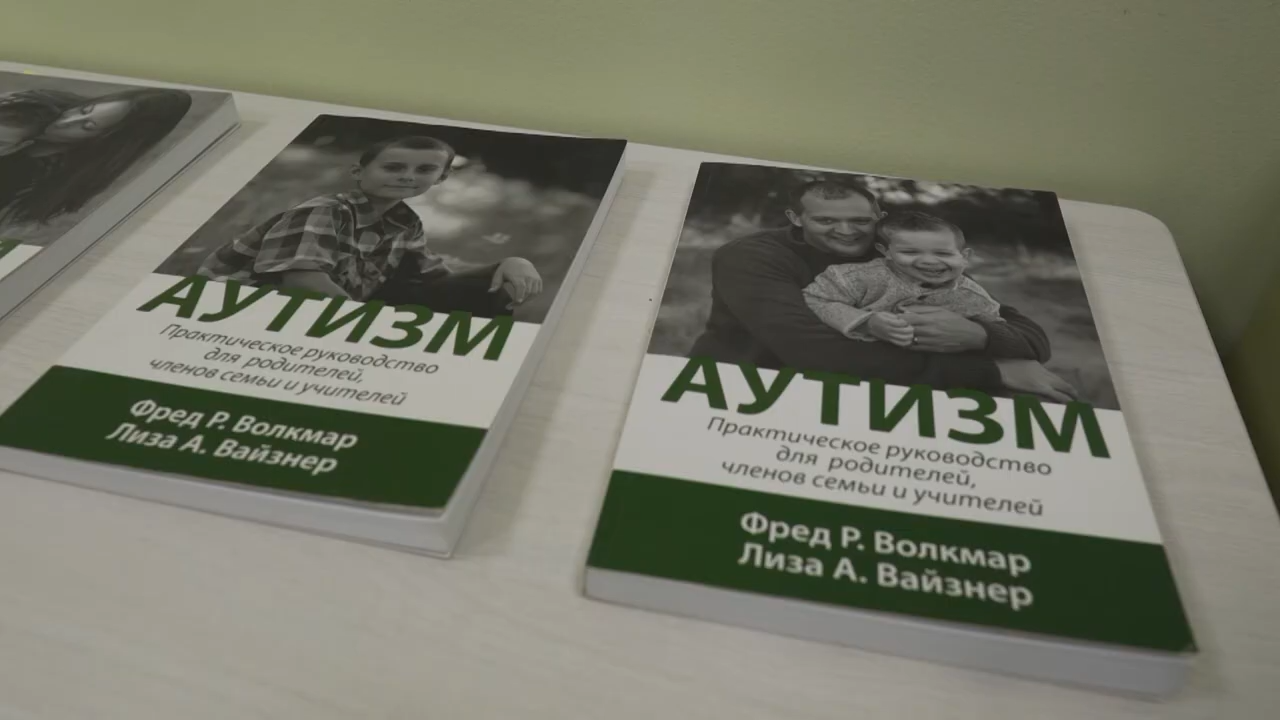 АУТИЗМ
Практическое руководство
для родителей,
членов семьи и учителей
Фред Р. Волкмар
Лиза А. Вайзнер
АУТИЗМ
Практическое руководство
для родителей,
членов семьи и учителей
Фред Р. Волкмар
Лиза А. Вайзнер